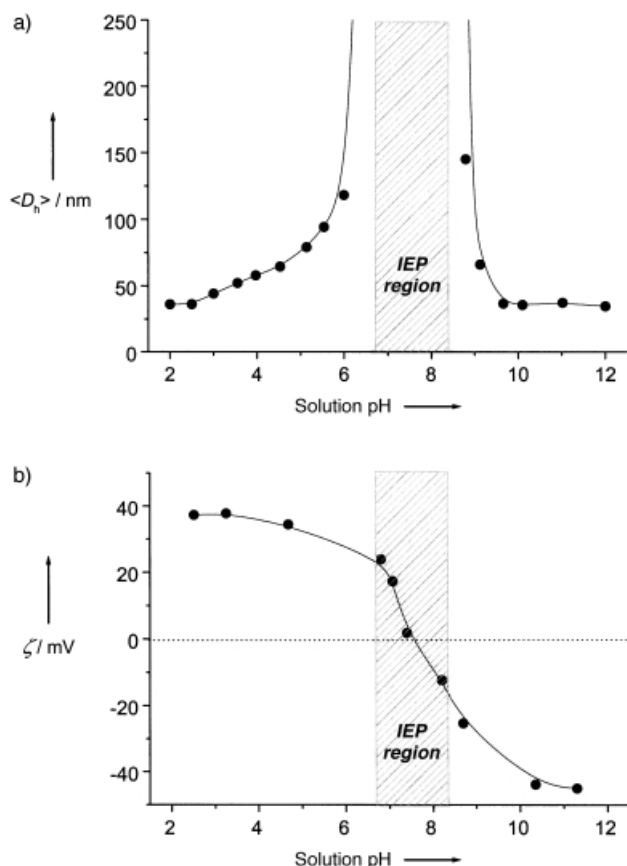 a)
250
200
150
100
50
0
<Dh> / nm
IEP
region
2 4 6 8 10 12
Solution pH
b)
40
20
0
-20
-40
ζ / mV
IEP
region
2 4 6 8 10 12
Solution pH